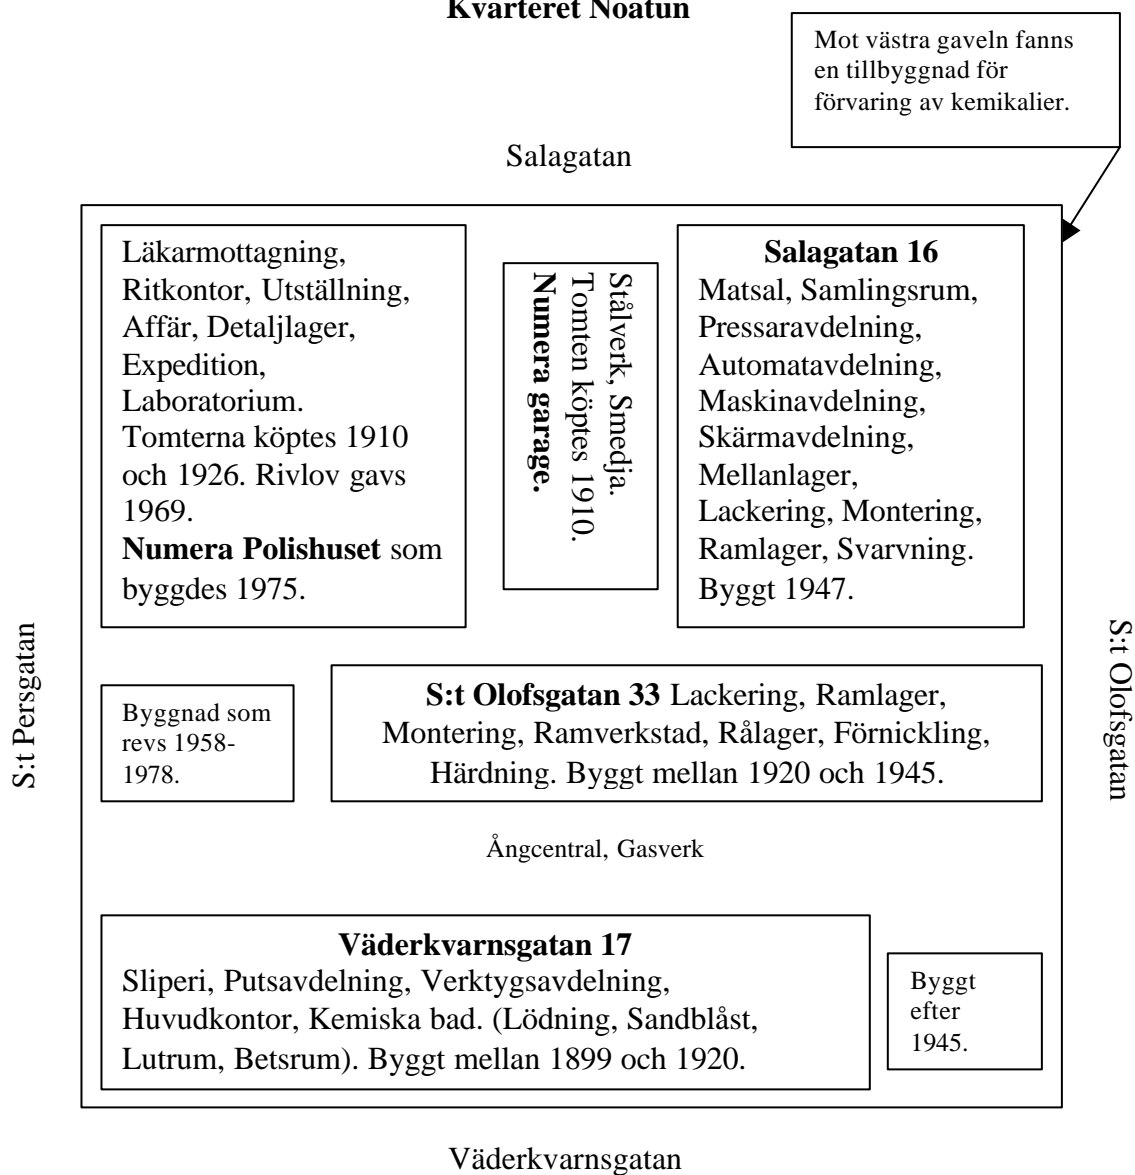 Kvarteret Noatun
Mot västra gaveln fanns
en tillbyggnad för
förvaring av kemikalier.
Salagatan
Läkarmottagning,
Ritkontor, Utställning,
Affär, Detaljlager,
Expedition,
Laboratorium.
Tomterna köptes 1910
och 1926. Rivlov gavs
1969.
Numera Polishuset som
byggdes 1975.
Stålverk, Smedja.
Tomten köptes 1910.
Numera garage.
Salagatan 16
Matsal, Samlingsrum,
Pressaravdelning,
Automatavdelning,
Maskinavdelning,
Skärmavdelning,
Mellanlager,
Lackering, Montering,
Ramlager, Svarvning.
Byggt 1947.
S:t Persgatan
S:t Olofsgatan
Byggnad som
revs 1958-
1978.
S:t Olofsgatan 33 Lackering, Ramlager,
Montering, Ramverkstad, Rålager, Förnickling,
Härdning. Byggt mellan 1920 och 1945.
Ångcentral, Gasverk
Väderkvarnsgatan 17
Sliperi, Putsavdelning, Verktygsavdelning,
Huvudkontor, Kemiska bad. (Lödning, Sandblåst,
Lutrum, Betsrum). Byggt mellan 1899 och 1920.
Byggt
efter
1945.
Väderkvarnsgatan